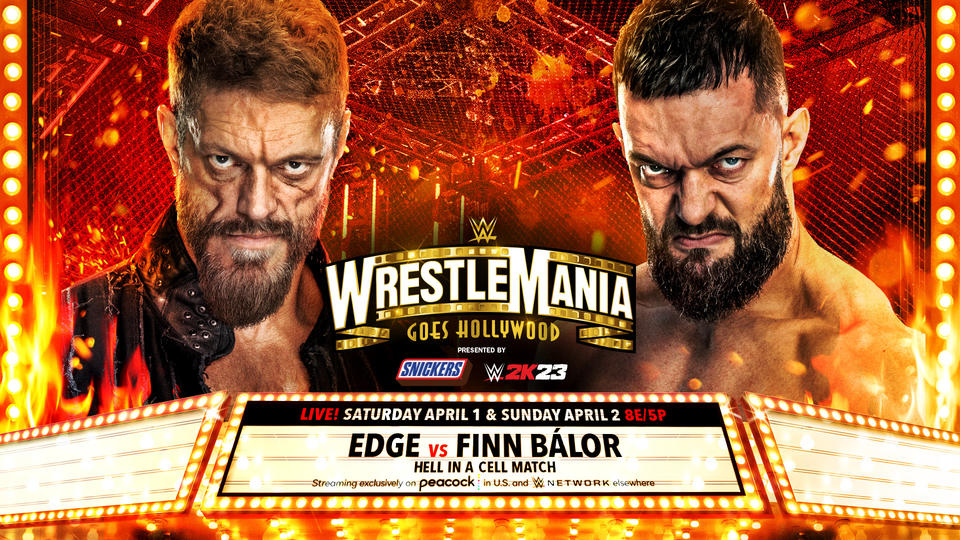 W
WRESTLEMANIA
GOES HOLLYWOOD
PRESENTED BY
SNICKERS W 2K23
LIVE! SATURDAY APRIL 1 & SUNDAY APRIL 2 8E/5P
EDGE VS FINN BÁLOR
HELL IN A CELL MATCH
Streaming exclusively on peacock in U.S. and W NETWORK elsewhere